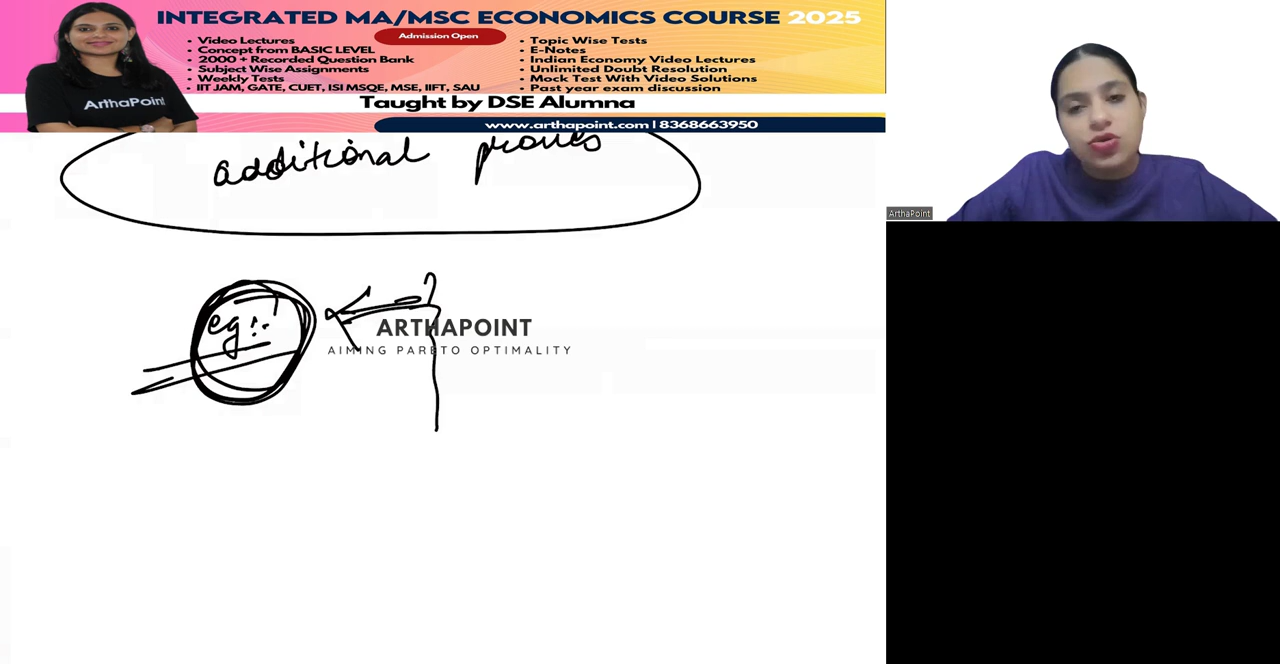 INTEGRATED MA/MSC ECONOMICS COURSE 2025
Admission Open
• Video Lectures
• Concept from BASIC LEVEL
• 2000 + Recorded Question Bank
• Subject Wise Assignments
• Weekly Tests
• IIT JAM, GATE, CUET, ISI MSQE, MSE, IIFT, SAU
• Topic Wise Tests
• E-Notes
• Indian Economy Video Lectures
• Unlimited Doubt Resolution
• Mock Test With Video Solutions
• Past year exam discussion
ArthaPoint
Taught by DSE Alumna
www.arthapoint.com | 8368663950
additional
eg:-
ARTHAPOINT
AIMING PARETO OPTIMALITY
ArthaPoint